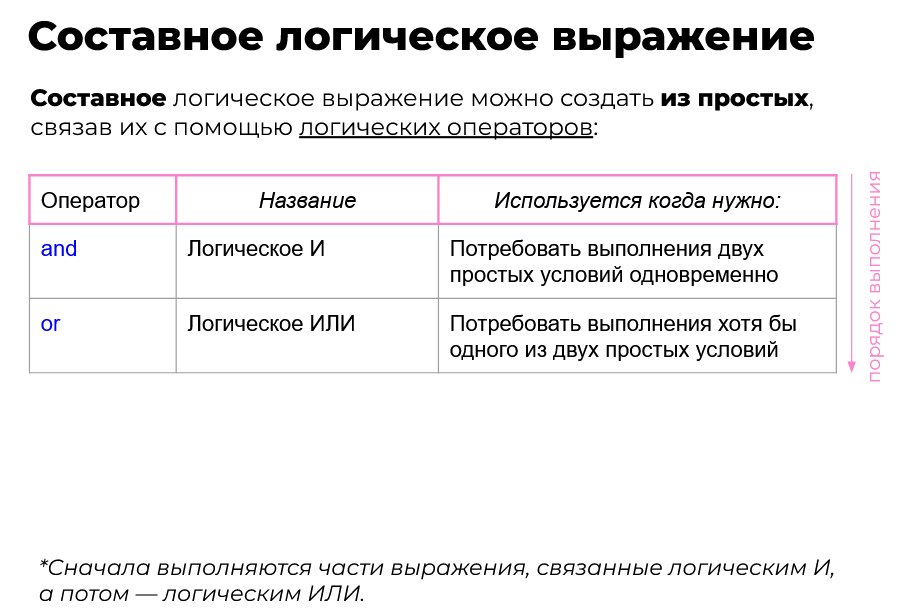 Составное логическое выражение
Составное логическое выражение можно создать из простых,
связав их с помощью логических операторов:
Оператор Название Используется когда нужно:
and Логическое И Потребовать выполнения двух
простых условий одновременно
or Логическое ИЛИ Потребовать выполнения хотя бы
одного из двух простых условий
порядок выполнения
*Сначала выполняются части выражения, связанные логическим И,
а потом — логическим ИЛИ.